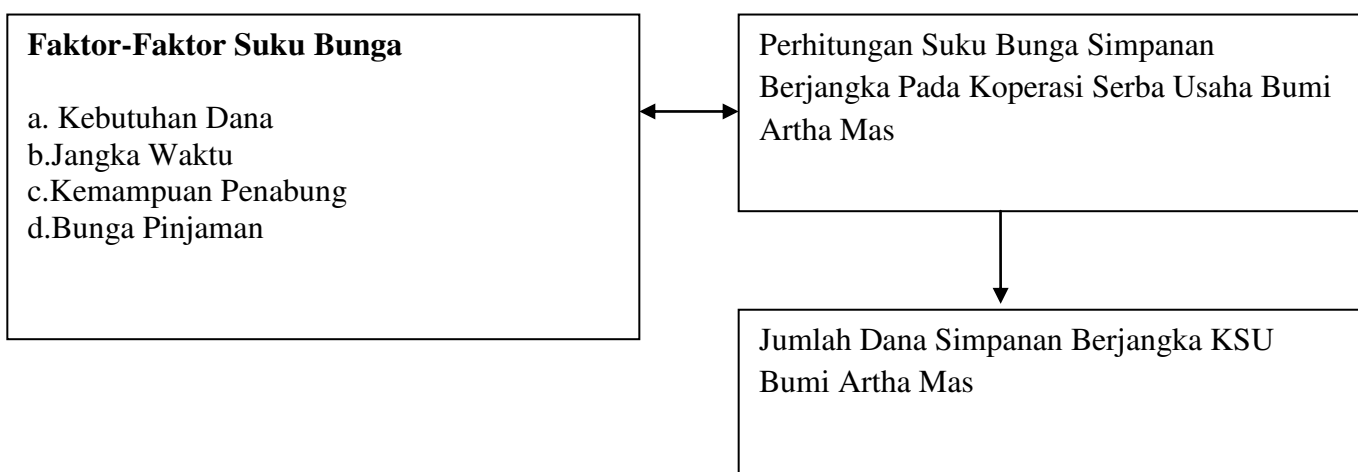 Faktor-Faktor Suku Bunga
a. Kebutuhan Dana
b.Jangka Waktu
c.Kemampuan Penabung
d.Bunga Pinjaman
Perhitungan Suku Bunga Simpanan
Berjangka Pada Koperasi Serba Usaha Bumi
Artha Mas
Jumlah Dana Simpanan Berjangka KSU
Bumi Artha Mas